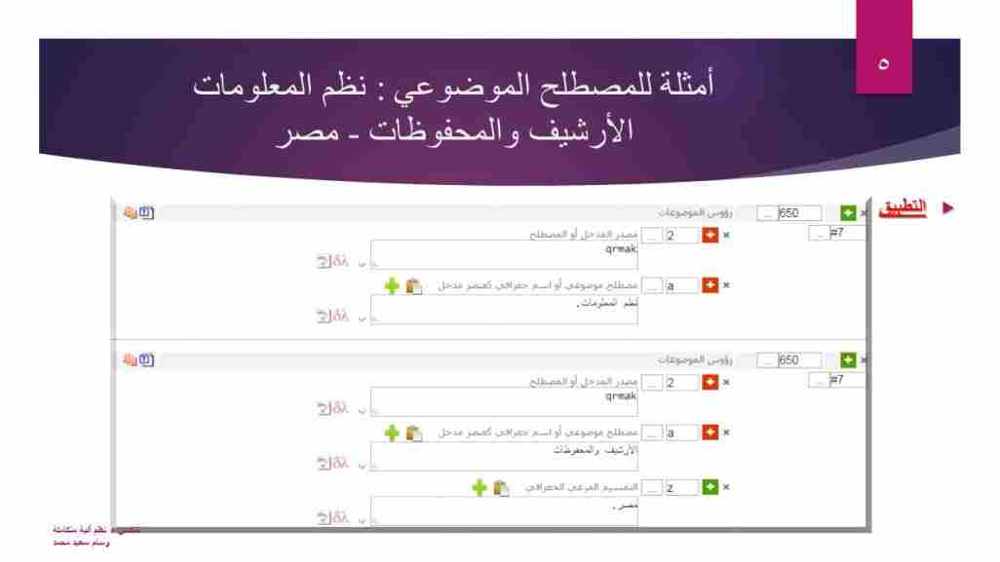 ٥
أمثلة للمصطلح الموضوعي : نظم المعلومات
الأرشيف والمحفوظات - مصر
التطبيق
650 ... رؤوس الموضوعات
#7 ...
2 ... مصدر المدخل أو المصطلح
qrmak
a ... مصطلح موضوعي أو اسم جغرافي كعنصر مدخل
نظم المعلومات.
650 ... رؤوس الموضوعات
#7 ...
2 ... مصدر المدخل أو المصطلح
qrmak
a ... مصطلح موضوعي أو اسم جغرافي كعنصر مدخل
الأرشيف والمحفوظات
z ... التقسيم الفرعي الجغرافي
مصر.
نظم آلية متكاملة
وسام سعيد محمد